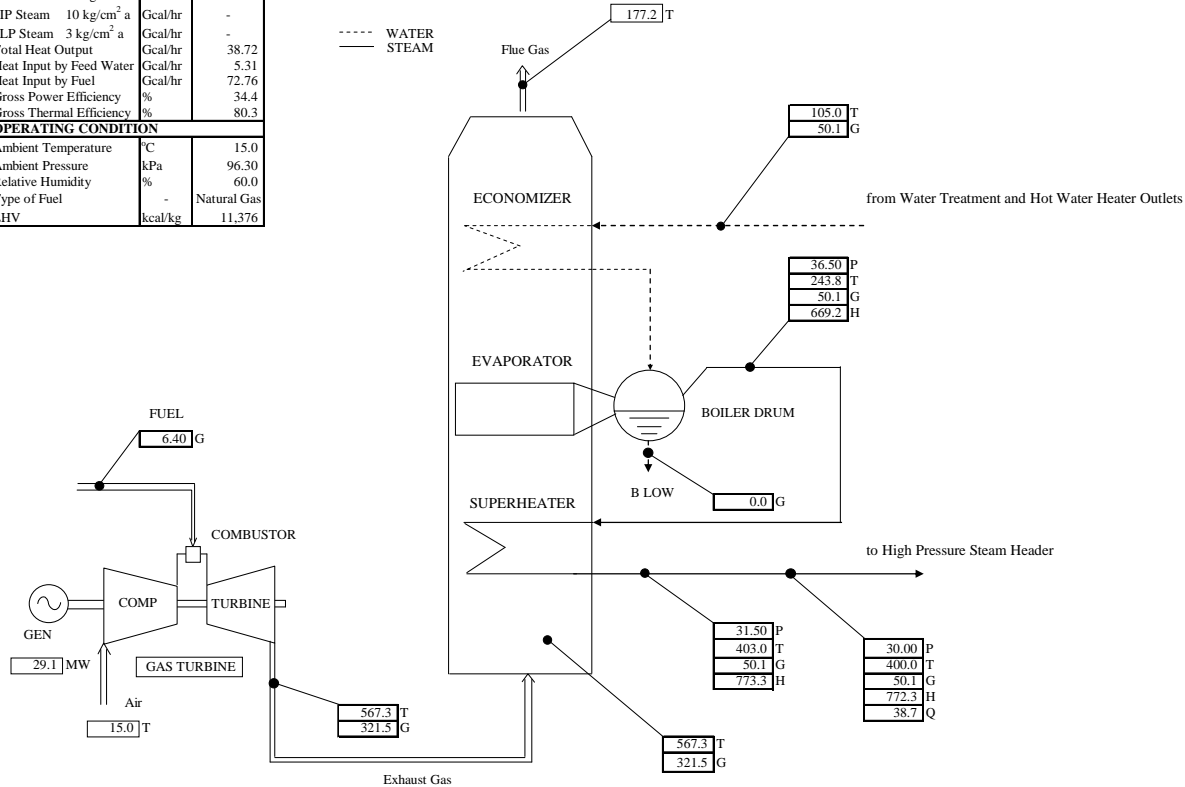 IP Steam 10 kg/cm² a Gcal/hr -
LP Steam 3 kg/cm² a Gcal/hr -
otal Heat Output Gcal/hr 38.72
eat Input by Feed Water Gcal/hr 5.31
eat Input by Fuel Gcal/hr 72.76
ross Power Efficiency % 34.4
ross Thermal Efficiency % 80.3
OPERATING CONDITION
mbient Temperature °C 15.0
mbient Pressure kPa 96.30
elative Humidity % 60.0
ype of Fuel - Natural Gas
HV kcal/kg 11,376
WATER
STEAM
177.2 T
Flue Gas
105.0 T
50.1 G
ECONOMIZER
from Water Treatment and Hot Water Heater Outlets
36.50 P
243.8 T
50.1 G
669.2 H
EVAPORATOR
BOILER DRUM
B LOW
0.0 G
SUPERHEATER
to High Pressure Steam Header
FUEL
6.40 G
COMBUSTOR
COMP
TURBINE
GEN
29.1 MW
GAS TURBINE
Air
15.0 T
567.3 T
321.5 G
Exhaust Gas
31.50 P
403.0 T
50.1 G
773.3 H
30.00 P
400.0 T
50.1 G
772.3 H
38.7 Q
567.3 T
321.5 G